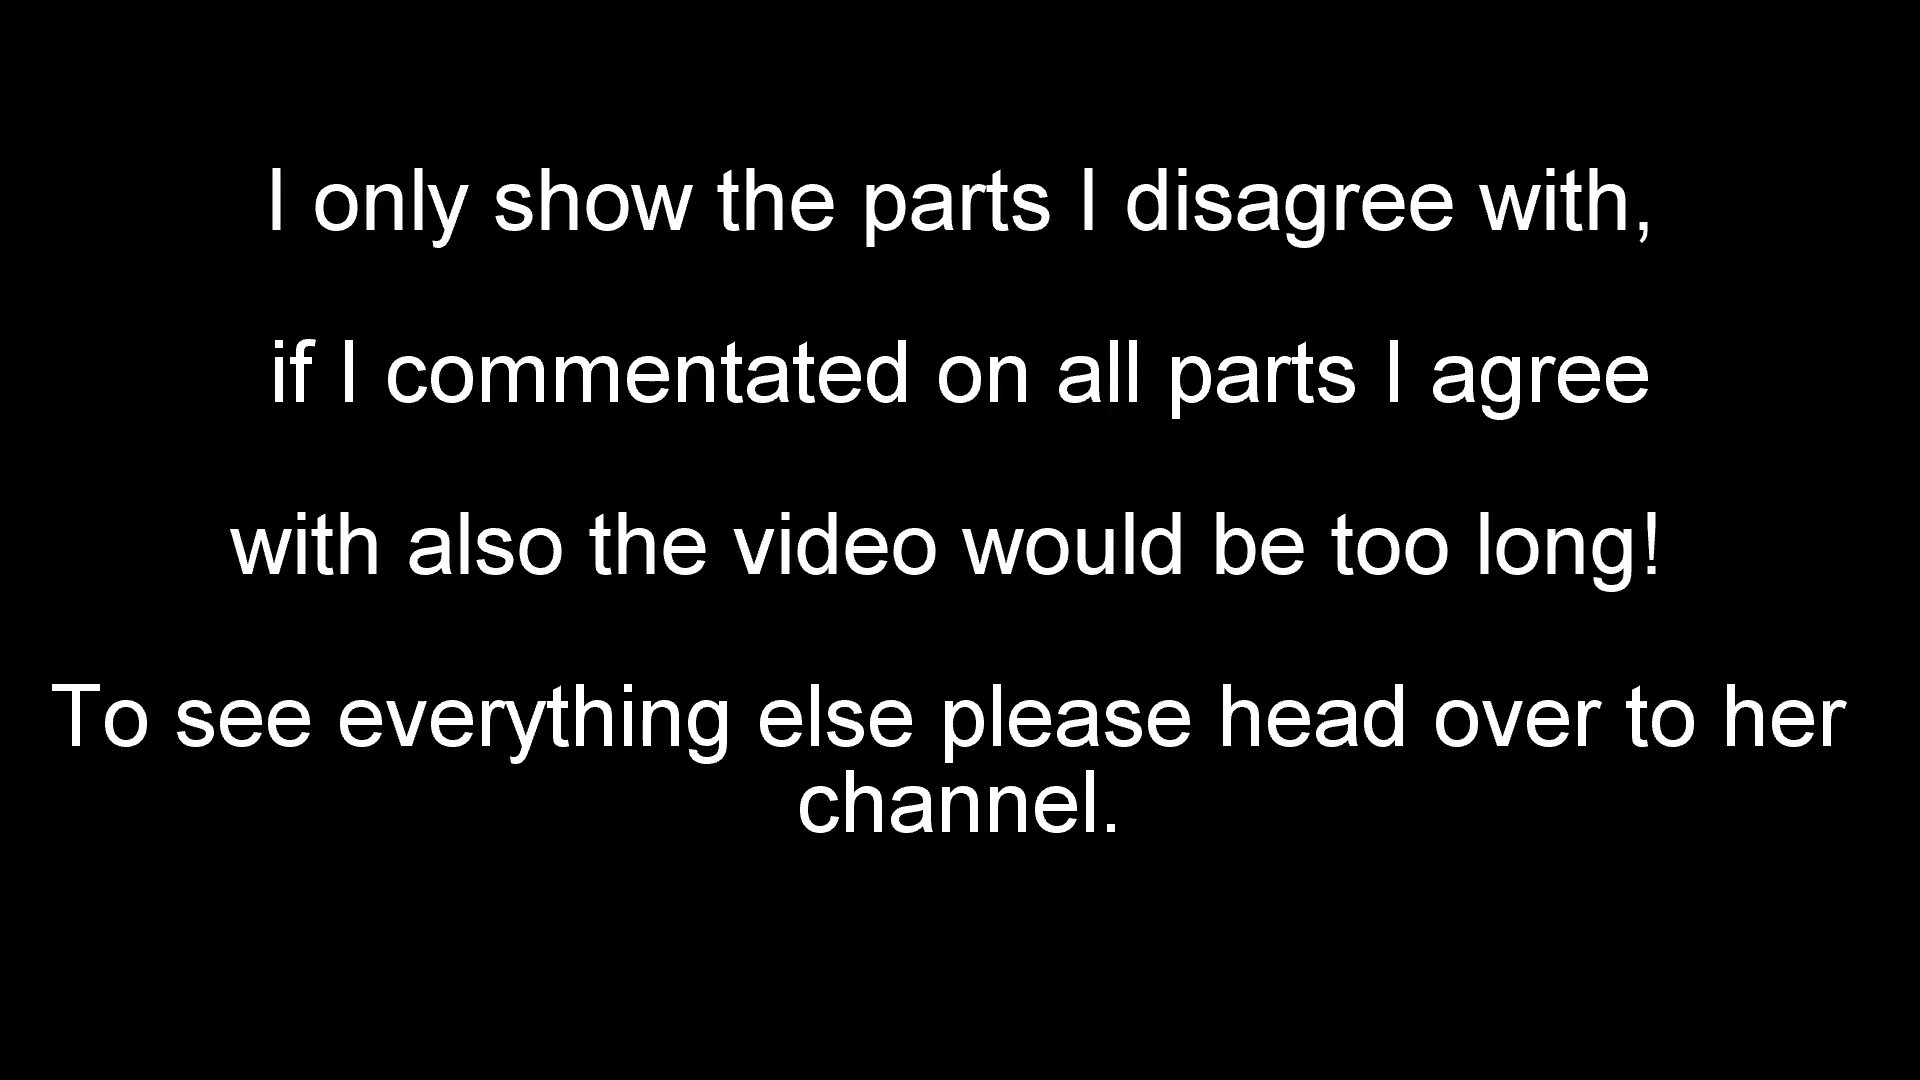 I only show the parts I disagree with,
if I commentated on all parts I agree
with also the video would be too long!
To see everything else please head over to her
channel.